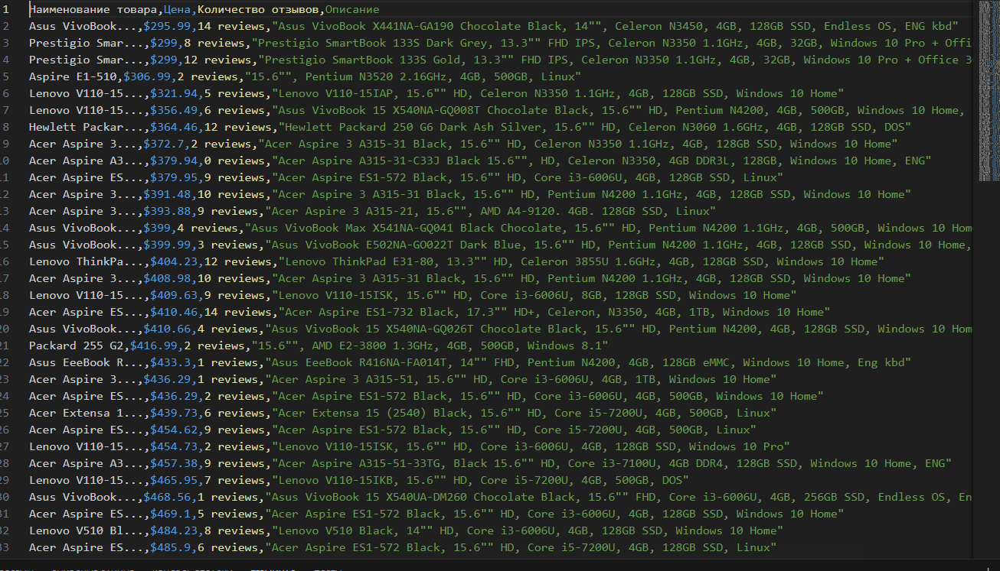 1 Наименование товара,Цена,Количество отзывов,Описание
2 Asus VivoBook...,$295.99,14 reviews,"Asus VivoBook X441NA-GA190 Chocolate Black, 14"", Celeron N3450, 4GB, 128GB SSD, Endless OS, ENG kbd"
3 Prestigio Smar...,$299,8 reviews,"Prestigio SmartBook 133S Dark Grey, 13.3"" FHD IPS, Celeron N3350 1.1GHz, 4GB, 32GB, Windows 10 Pro + Offi
4 Prestigio Smar...,$299,12 reviews,"Prestigio SmartBook 133S Gold, 13.3"" FHD IPS, Celeron N3350 1.1GHz, 4GB, 32GB, Windows 10 Pro + Office 3
5 Aspire E1-510,$306.99,2 reviews,"15.6"", Pentium N3520 2.16GHz, 4GB, 500GB, Linux"
6 Lenovo V110-15...,$321.94,5 reviews,"Lenovo V110-15IAP, 15.6"" HD, Celeron N3350 1.1GHz, 4GB, 128GB SSD, Windows 10 Home"
7 Lenovo V110-15...,$356.49,6 reviews,"Asus VivoBook 15 X540NA-GQ008T Chocolate Black, 15.6"" HD, Pentium N4200, 4GB, 500GB, Windows 10 Home,
8 Hewlett Packar...,$364.46,12 reviews,"Hewlett Packard 250 G6 Dark Ash Silver, 15.6"" HD, Celeron N3060 1.6GHz, 4GB, 128GB SSD, DOS"
9 Acer Aspire 3...,$372.7,2 reviews,"Acer Aspire 3 A315-31 Black, 15.6"" HD, Celeron N3350 1.1GHz, 4GB, 128GB SSD, Windows 10 Home"
10 Acer Aspire A3...,$379.94,0 reviews,"Acer Aspire A315-31-C33J Black 15.6"", HD, Celeron N3350, 4GB DDR3L, 128GB, Windows 10 Home, ENG"
11 Acer Aspire ES...,$379.95,9 reviews,"Acer Aspire ES1-572 Black, 15.6"" HD, Core i3-6006U, 4GB, 128GB SSD, Linux"
12 Acer Aspire 3...,$391.48,10 reviews,"Acer Aspire 3 A315-31 Black, 15.6"" HD, Pentium N4200 1.1GHz, 4GB, 128GB SSD, Windows 10 Home"
13 Acer Aspire 3...,$393.88,9 reviews,"Acer Aspire 3 A315-21, 15.6"", AMD A4-9120. 4GB. 128GB SSD, Linux"
14 Asus VivoBook...,$399,4 reviews,"Asus VivoBook Max X541NA-GQ041 Black Chocolate, 15.6"" HD, Pentium N4200 1.1GHz, 4GB, 500GB, Windows 10 Hom
15 Asus VivoBook...,$399.99,3 reviews,"Asus VivoBook E502NA-GO022T Dark Blue, 15.6"" HD, Pentium N4200 1.1GHz, 4GB, 128GB SSD, Windows 10 Home,
16 Lenovo ThinkPa...,$404.23,12 reviews,"Lenovo ThinkPad E31-80, 13.3"" HD, Celeron 3855U 1.6GHz, 4GB, 128GB SSD, Windows 10 Home"
17 Acer Aspire 3...,$408.98,10 reviews,"Acer Aspire 3 A315-31 Black, 15.6"" HD, Pentium N4200 1.1GHz, 4GB, 128GB SSD, Windows 10 Home"
18 Lenovo V110-15...,$409.63,9 reviews,"Lenovo V110-15ISK, 15.6"" HD, Core i3-6006U, 8GB, 128GB SSD, Windows 10 Home"
19 Acer Aspire ES...,$410.46,14 reviews,"Acer Aspire ES1-732 Black, 17.3"" HD+, Celeron, N3350, 4GB, 1TB, Windows 10 Home"
20 Asus VivoBook...,$410.66,4 reviews,"Asus VivoBook 15 X540NA-GQ026T Chocolate Black, 15.6"" HD, Pentium N4200, 4GB, 128GB SSD, Windows 10 Hom
21 Packard 255 G2,$416.99,2 reviews,"15.6"", AMD E2-3800 1.3GHz, 4GB, 500GB, Windows 8.1"
22 Asus EeeBook R...,$433.3,1 reviews,"Asus EeeBook R416NA-FA014T, 14"" FHD, Pentium N4200, 4GB, 128GB eMMC, Windows 10 Home, Eng kbd"
23 Acer Aspire 3...,$436.29,1 reviews,"Acer Aspire 3 A315-51, 15.6"" HD, Core i3-6006U, 4GB, 1TB, Windows 10 Home"
24 Acer Aspire ES...,$436.29,2 reviews,"Acer Aspire ES1-572 Black, 15.6"" HD, Core i3-6006U, 4GB, 500GB, Windows 10 Home"
25 Acer Extensa 1...,$439.73,6 reviews,"Acer Extensa 15 (2540) Black, 15.6"" HD, Core i5-7200U, 4GB, 500GB, Linux"
26 Acer Aspire ES...,$454.62,9 reviews,"Acer Aspire ES1-572 Black, 15.6"" HD, Core i5-7200U, 4GB, 500GB, Linux"
27 Lenovo V110-15...,$454.73,2 reviews,"Lenovo V110-15ISK, 15.6"" HD, Core i3-6006U, 4GB, 128GB SSD, Windows 10 Pro"
28 Acer Aspire A3...,$457.38,9 reviews,"Acer Aspire A315-51-33TG, Black 15.6"" HD, Core i3-7100U, 4GB DDR4, 128GB SSD, Windows 10 Home, ENG"
29 Lenovo V110-15...,$465.95,7 reviews,"Lenovo V110-15IKB, 15.6"" HD, Core i5-7200U, 4GB, 500GB, DOS"
30 Asus VivoBook...,$468.56,1 reviews,"Asus VivoBook 15 X540UA-DM260 Chocolate Black, 15.6"" FHD, Core i3-6006U, 4GB, 256GB SSD, Endless OS, En
31 Acer Aspire ES...,$469.1,5 reviews,"Acer Aspire ES1-572 Black, 15.6"" HD, Core i3-6006U, 4GB, 128GB SSD, Windows 10 Home"
32 Lenovo V510 Bl...,$484.23,8 reviews,"Lenovo V510 Black, 14"" HD, Core i3-6006U, 4GB, 128GB SSD, Windows 10 Home"
33 Acer Aspire ES...,$485.9,6 reviews,"Acer Aspire ES1-572 Black, 15.6"" HD, Core i5-7200U, 4GB, 128GB SSD, Linux"